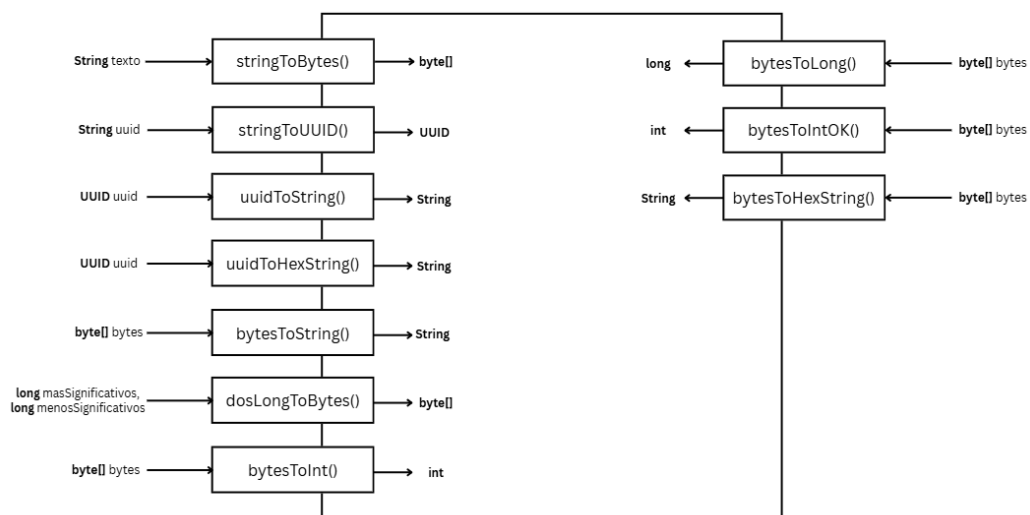 String texto
stringToBytes()
byte[]
String uuid
stringToUUID()
UUID
UUID uuid
uuidToString()
String
UUID uuid
uuidToHexString()
String
byte[] bytes
bytesToString()
String
long masSignificativos,
long menosSignificativos
dosLongToBytes()
byte[]
byte[] bytes
bytesToInt()
int
long
bytesToLong()
byte[] bytes
int
bytesToIntOK()
byte[] bytes
String
bytesToHexString()
byte[] bytes